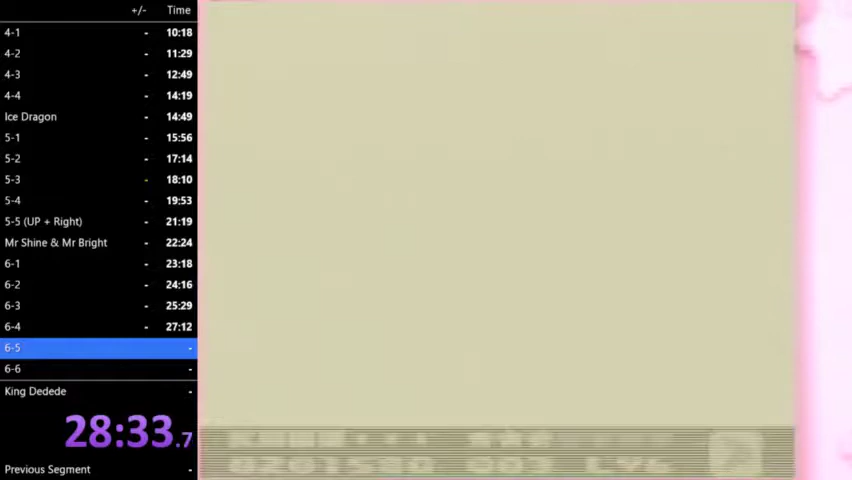 +/- Time
4-1 - 10:18
4-2 - 11:29
4-3 - 12:49
4-4 - 14:19
Ice Dragon - 14:49
5-1 - 15:56
5-2 - 17:14
5-3 - 18:10
5-4 - 19:53
5-5 (UP + Right) - 21:19
Mr Shine & Mr Bright - 22:24
6-1 - 23:18
6-2 - 24:16
6-3 - 25:29
6-4 - 27:12
6-5 -
6-6 -
King Dedede -
28:33.7
Previous Segment -